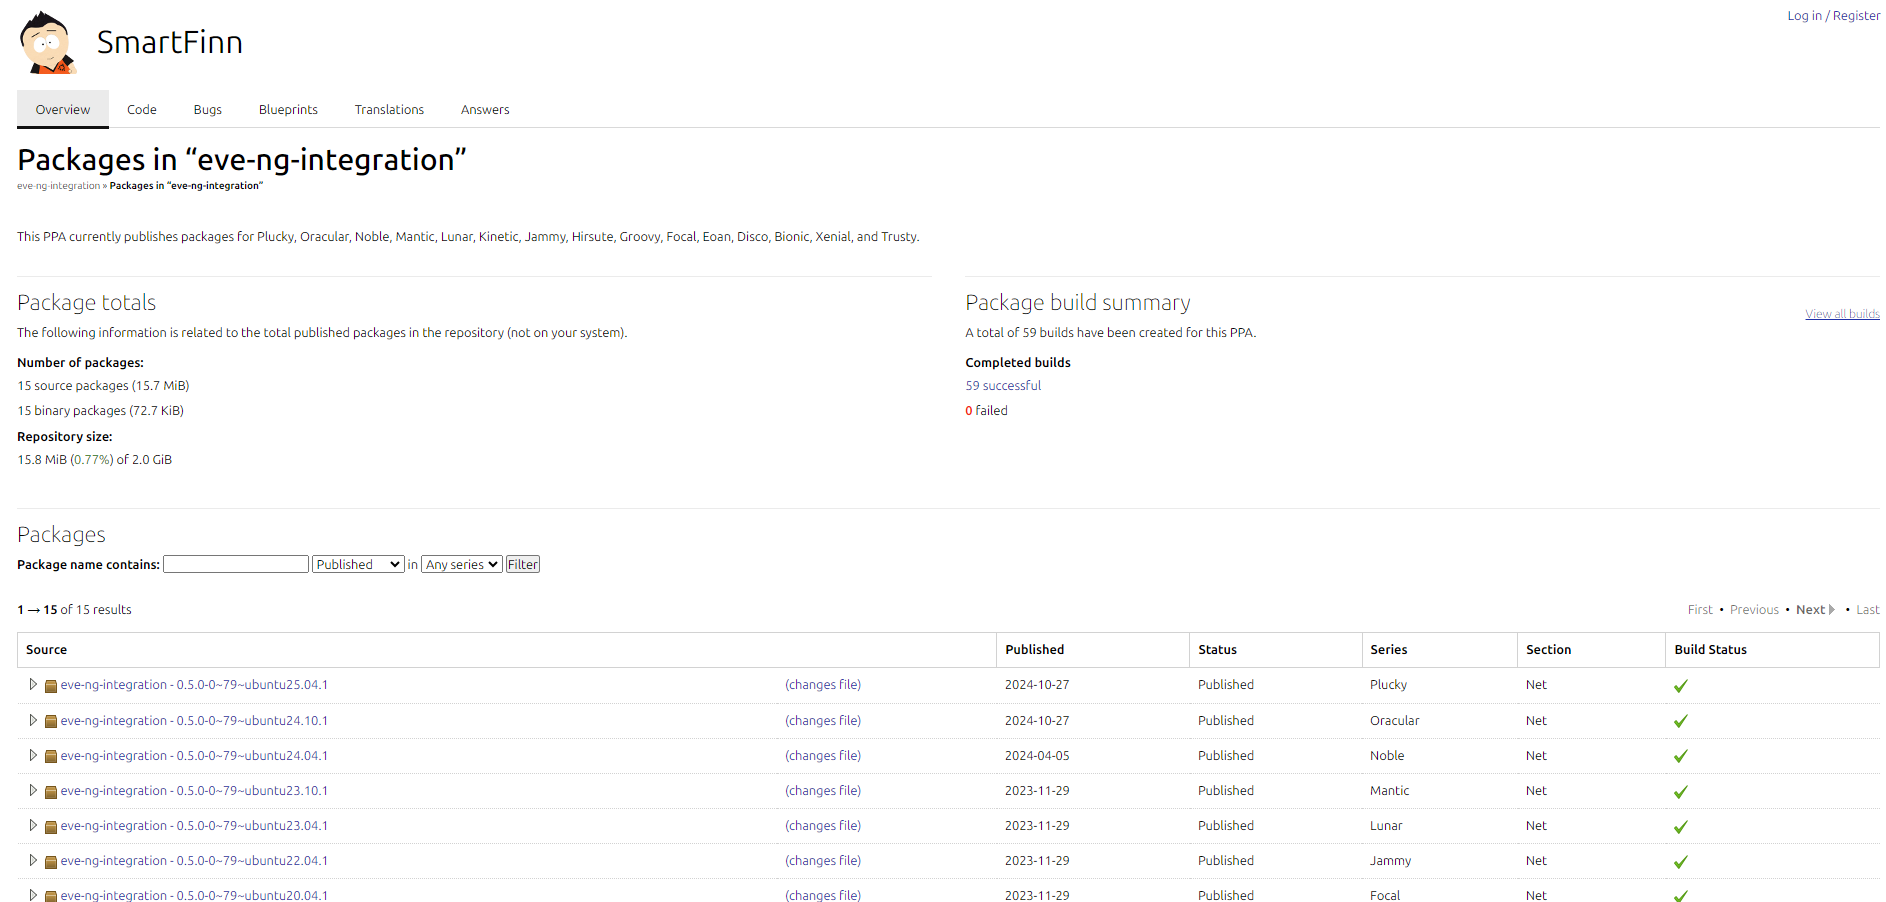 Log in / Register
SmartFinn
Overview Code Bugs Blueprints Translations Answers
Packages in “eve-ng-integration”
eve-ng-integration » Packages in “eve-ng-integration”
This PPA currently publishes packages for Plucky, Oracular, Noble, Mantic, Lunar, Kinetic, Jammy, Hirsute, Groovy, Focal, Eoan, Disco, Bionic, Xenial, and Trusty.
Package totals
The following information is related to the total published packages in the repository (not on your system).
Number of packages:
15 source packages (15.7 MiB)
15 binary packages (72.7 KiB)
Repository size:
15.8 MiB (0.77%) of 2.0 GiB
Package build summary
View all builds
A total of 59 builds have been created for this PPA.
Completed builds
59 successful
0 failed
Packages
Package name contains: Published in Any series Filter
1 → 15 of 15 results
First • Previous • Next • Last
Source Published Status Series Section Build Status
eve-ng-integration - 0.5.0-0~79~ubuntu25.04.1 (changes file) 2024-10-27 Published Plucky Net
eve-ng-integration - 0.5.0-0~79~ubuntu24.10.1 (changes file) 2024-10-27 Published Oracular Net
eve-ng-integration - 0.5.0-0~79~ubuntu24.04.1 (changes file) 2024-04-05 Published Noble Net
eve-ng-integration - 0.5.0-0~79~ubuntu23.10.1 (changes file) 2023-11-29 Published Mantic Net
eve-ng-integration - 0.5.0-0~79~ubuntu23.04.1 (changes file) 2023-11-29 Published Lunar Net
eve-ng-integration - 0.5.0-0~79~ubuntu22.04.1 (changes file) 2023-11-29 Published Jammy Net
eve-ng-integration - 0.5.0-0~79~ubuntu20.04.1 (changes file) 2023-11-29 Published Focal Net